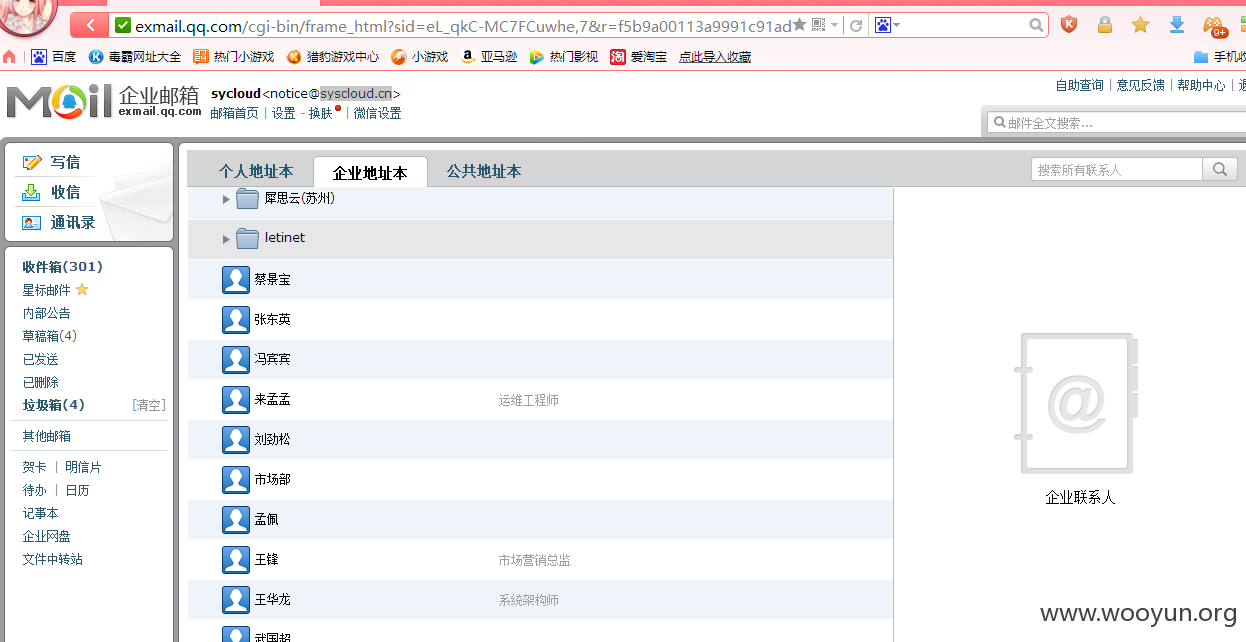 exmail.qq.com/cgi-bin/frame_html?sid=eL_qkC-MC7FCuwhe,7&r=f5b9a00113a9991c91ad
9+
百度 毒霸网址大全 热门小游戏 猎豹游戏中心 小游戏 亚马逊 热门影视 爱淘宝 点此导入收藏 手机收
Mail 企业邮箱 exmail.qq.com
sycloud<notice@syscloud.cn>
邮箱首页 | 设置 - 换肤 | 微信设置
自助查询 | 意见反馈 | 帮助中心 |
邮件全文搜索...
写信
收信
通讯录
收件箱(301)
星标邮件
内部公告
草稿箱(4)
已发送
已删除
垃圾箱(4) [清空]
其他邮箱
贺卡 | 明信片
待办 | 日历
记事本
企业网盘
文件中转站
个人地址本 企业地址本 公共地址本
搜索所有联系人
犀思云(苏州)
letinet
蔡景宝
张东英
冯宾宾
来孟孟 运维工程师
刘劲松
市场部
孟佩
王锋 市场营销总监
王华龙 系统架构师
武国超
@
企业联系人
www.wooyun.org